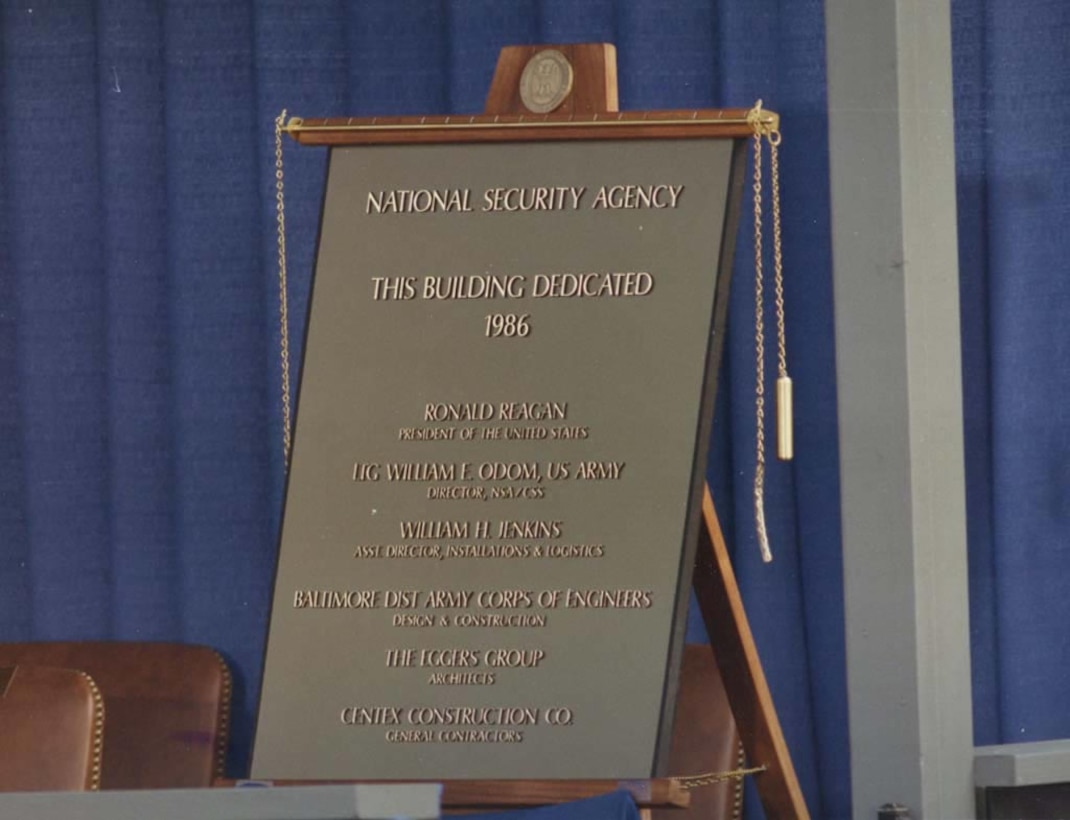 NATIONAL SECURITY AGENCY
THIS BUILDING DEDICATED
1986
RONALD REAGAN
PRESIDENT OF THE UNITED STATES
LTG WILLIAM E. ODOM, US ARMY
DIRECTOR, NSA/CSS
WILLIAM H. JENKINS
ASST. DIRECTOR, INSTALLATIONS & LOGISTICS
BALTIMORE DIST ARMY CORPS OF ENGINEERS
DESIGN & CONSTRUCTION
THE EGGERS GROUP
ARCHITECTS
CENTEX CONSTRUCTION CO.
GENERAL CONTRACTORS